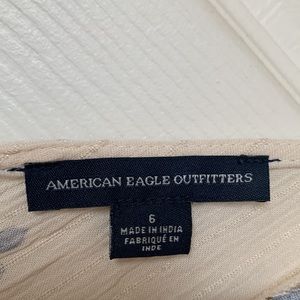 AMERICAN EAGLE OUTFITTERS
6
MADE IN INDIA
FABRIQUÉ EN
INDE